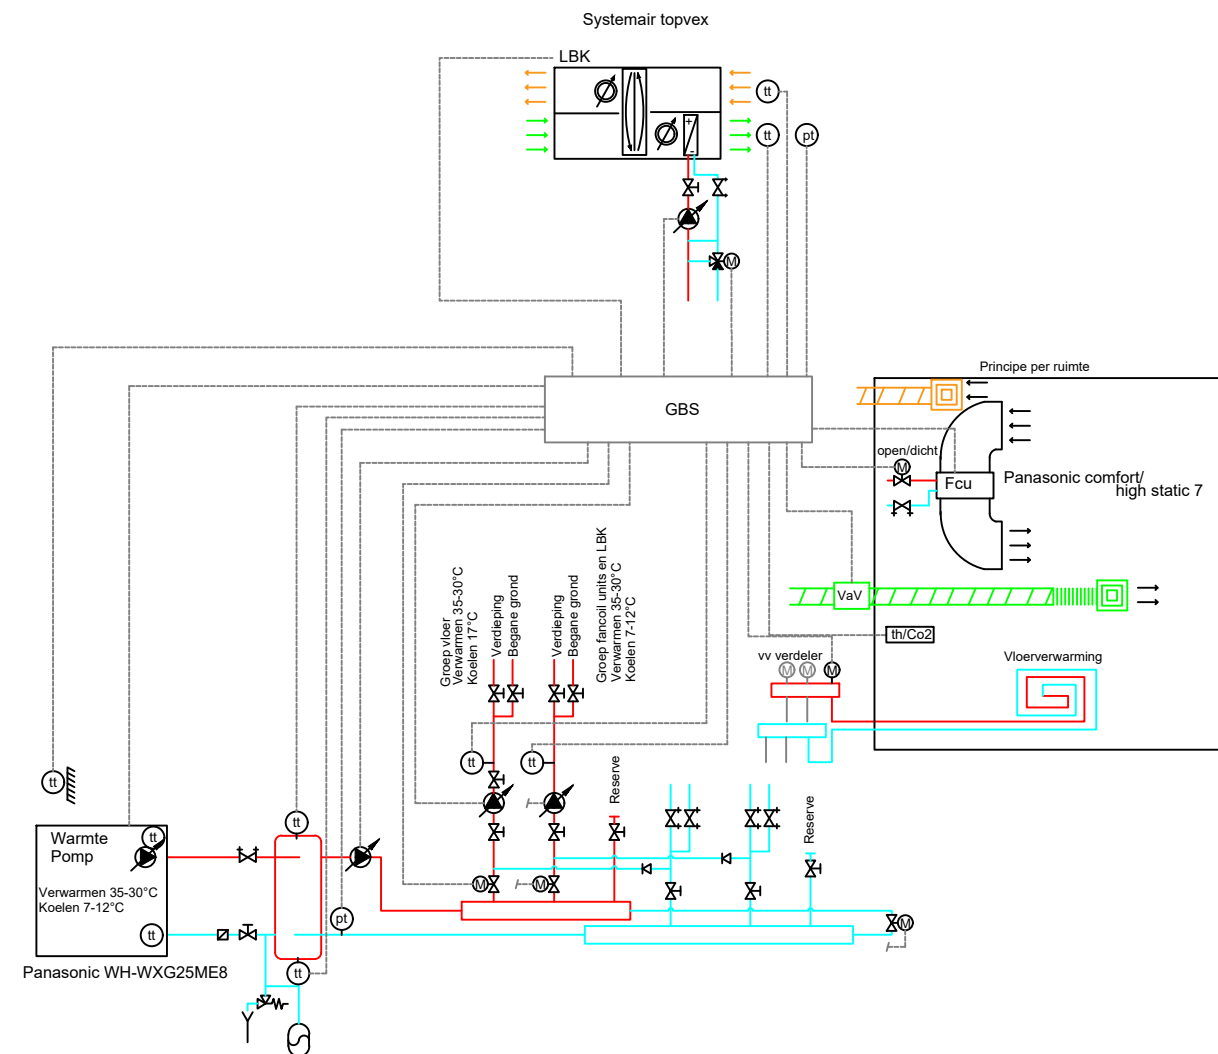 Systemair topvex
LBK
tt
+
-
tt
pt
M
Principe per ruimte
GBS
open/dicht
M
Fcu
Panasonic comfort/
high static 7
VaV
th/Co2
vv verdeler
M
M
M
Vloerverwarming
Groep vloer
Verwarmen 35-30°C
Koelen 17°C
Verdieping
Begane grond
Verdieping
Begane grond
Groep fancoil units en LBK
Verwarmen 35-30°C
Koelen 7-12°C
tt
tt
tt
Reserve
Reserve
tt
Warmte
Pomp
tt
Verwarmen 35-30°C
Koelen 7-12°C
tt
M
M
pt
M
tt
Panasonic WH-WXG25ME8